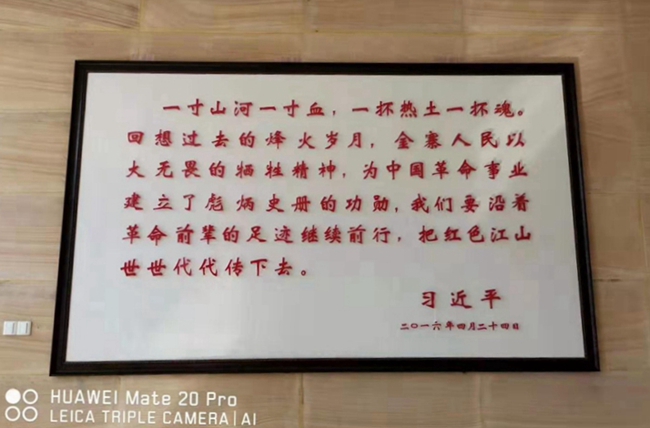 一寸山河一寸血，一抔热土一抔魂。
回想过去的烽火岁月，金寨人民以
大无畏的牺牲精神，为中国革命事业
建立了彪炳史册的功勋，我们要沿着
革命前辈的足迹继续前行，把红色江山
世世代代传下去。
习近平
二〇一六年四月二十四日
HUAWEI Mate 20 Pro
LEICA TRIPLE CAMERA | AI